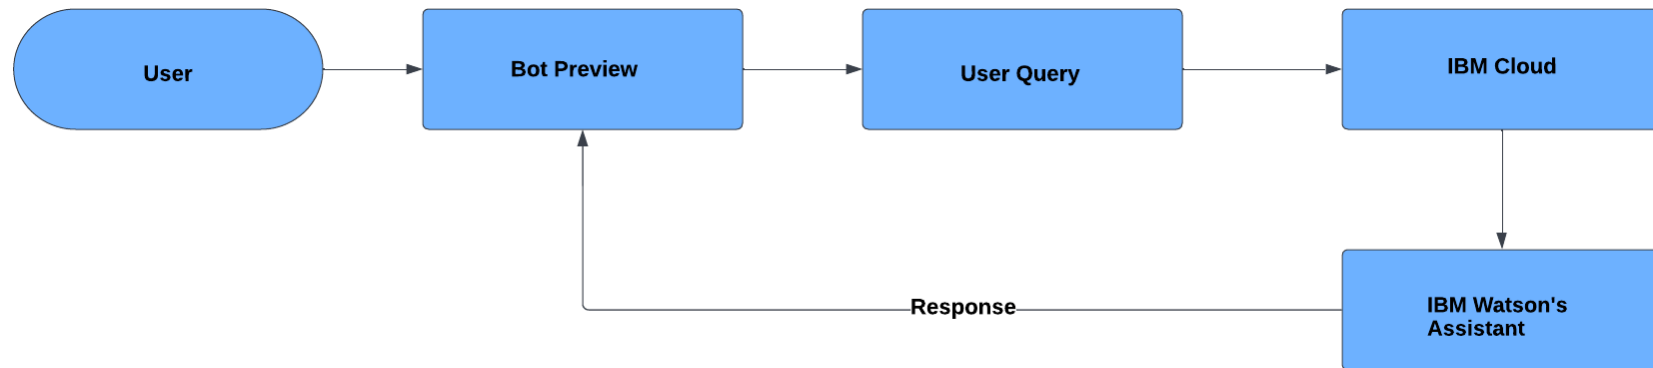 User
Bot Preview
User Query
IBM Cloud
Response
IBM Watson's
Assistant